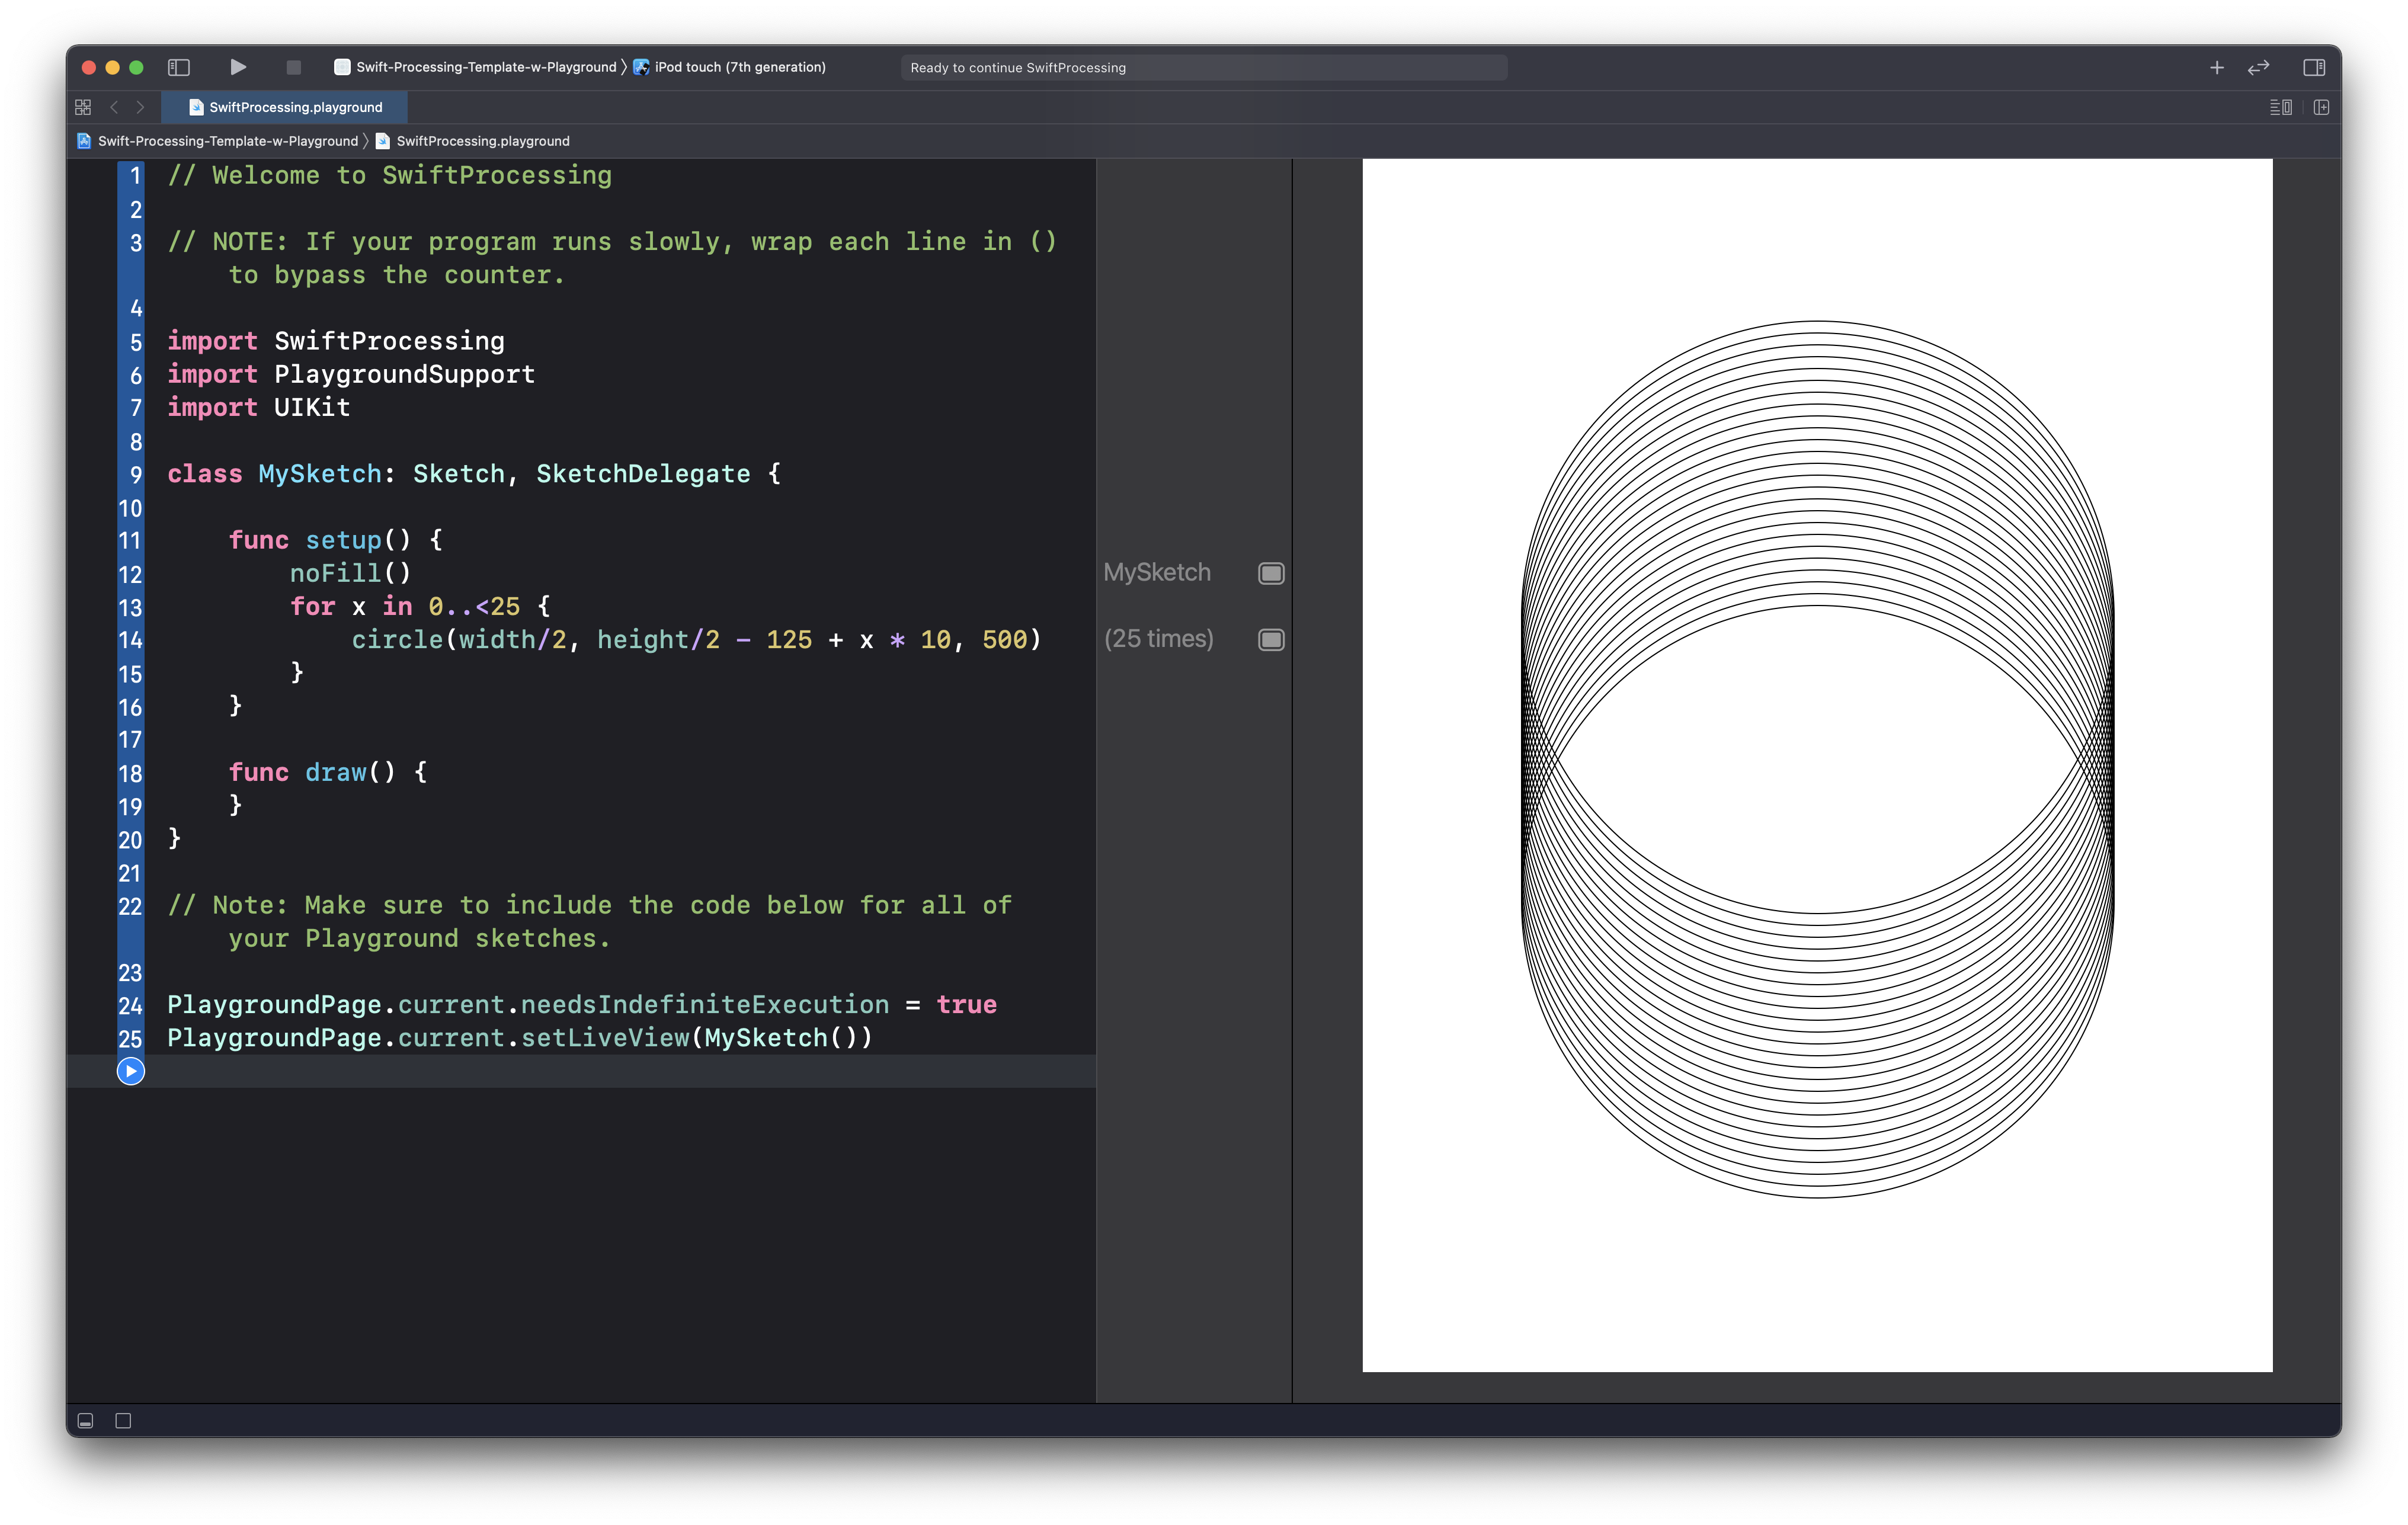 Swift-Processing-Template-w-Playground 〉 iPod touch (7th generation)
Ready to continue SwiftProcessing
SwiftProcessing.playground
Swift-Processing-Template-w-Playground 〉 SwiftProcessing.playground
1 // Welcome to SwiftProcessing
2
3 // NOTE: If your program runs slowly, wrap each line in ()
to bypass the counter.
4
5 import SwiftProcessing
6 import PlaygroundSupport
7 import UIKit
8
9 class MySketch: Sketch, SketchDelegate {
10
11 func setup() {
12 noFill()
MySketch
13 for x in 0..<25 {
14 circle(width/2, height/2 - 125 + x * 10, 500)
(25 times)
15 }
16 }
17
18 func draw() {
19 }
20 }
21
22 // Note: Make sure to include the code below for all of
your Playground sketches.
23
24 PlaygroundPage.current.needsIndefiniteExecution = true
25 PlaygroundPage.current.setLiveView(MySketch())